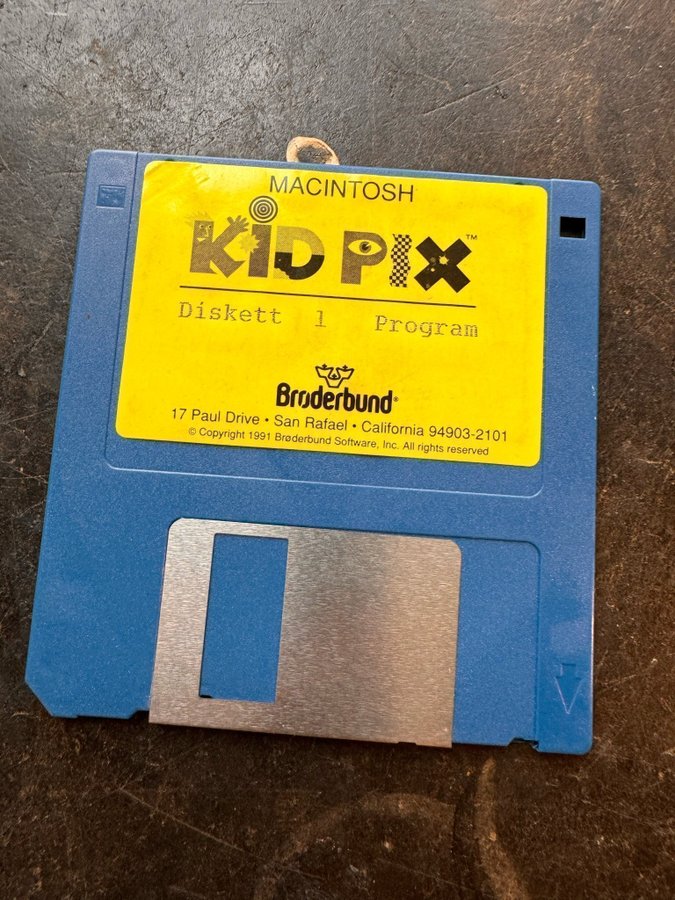 MACINTOSH
KID PIX™
Diskett 1 Program
Brøderbund®
17 Paul Drive • San Rafael • California 94903-2101
© Copyright 1991 Brøderbund Software, Inc. All rights reserved